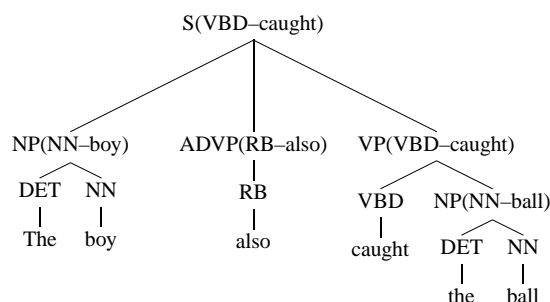 S(VBD–caught)
NP(NN–boy) ADVP(RB–also) VP(VBD–caught)
DET NN RB VBD NP(NN–ball)
The boy also caught DET NN
the ball